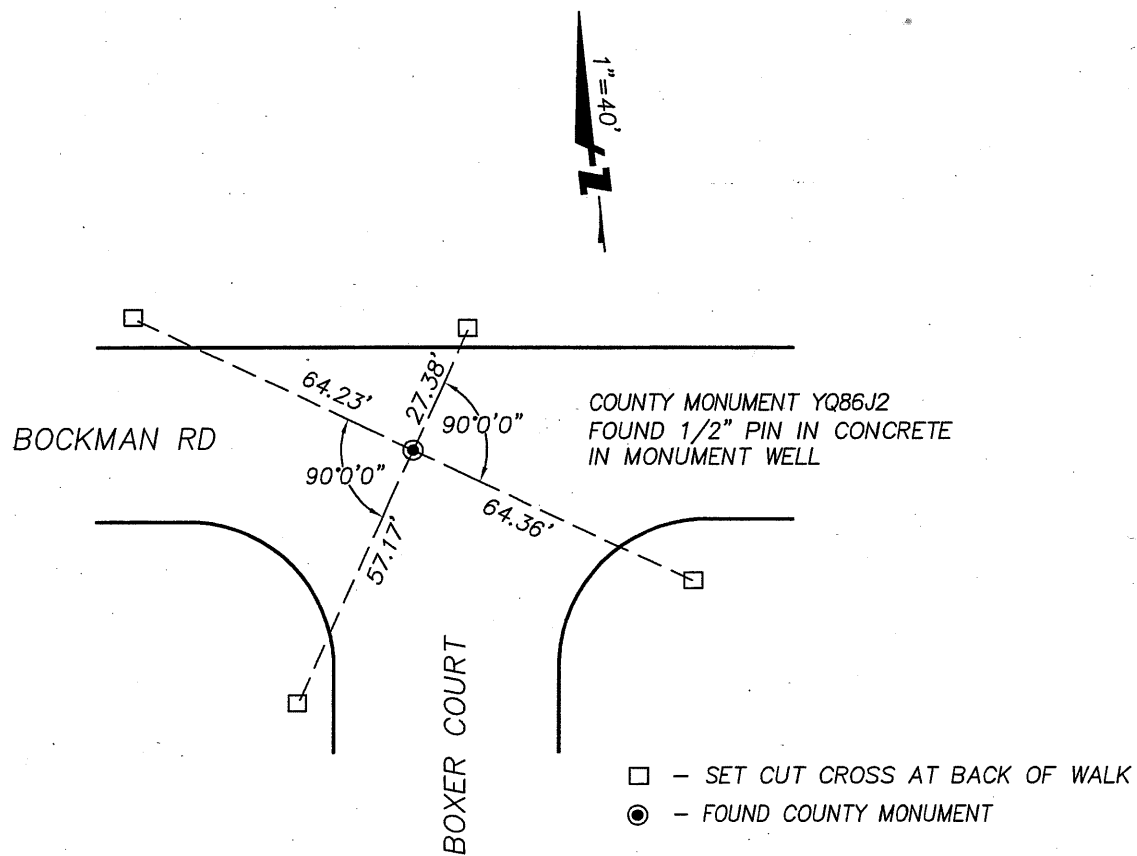 1"=40'
N
64.23'
27.38'
90°0'0"
COUNTY MONUMENT YQ86J2
FOUND 1/2" PIN IN CONCRETE
IN MONUMENT WELL
BOCKMAN RD
90°0'0"
64.36'
57.17'
BOXER COURT
□ - SET CUT CROSS AT BACK OF WALK
◉ - FOUND COUNTY MONUMENT